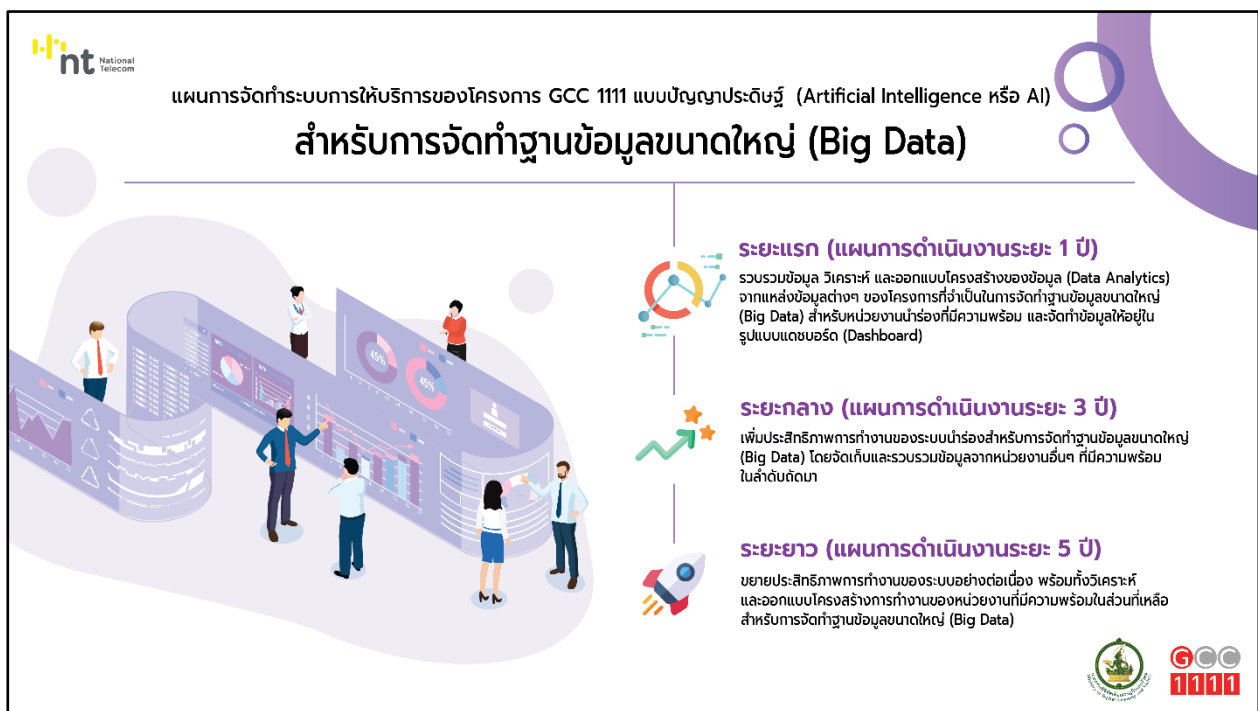 nt National
Telecom
แผนการจัดทำระบบการให้บริการของโครงการ GCC 1111 แบบปัญญาประดิษฐ์ (Artificial Intelligence หรือ AI)
สำหรับการจัดทำฐานข้อมูลขนาดใหญ่ (Big Data)
ระยะแรก (แผนการดำเนินงานระยะ 1 ปี)
รวบรวมข้อมูล วิเคราะห์ และออกแบบโครงสร้างของข้อมูล (Data Analytics)
จากแหล่งข้อมูลต่างๆ ของโครงการที่จำเป็นในการจัดทำฐานข้อมูลขนาดใหญ่
(Big Data) สำหรับหน่วยงานนำร่องที่มีความพร้อม และจัดทำข้อมูลให้อยู่ใน
รูปแบบแดชบอร์ด (Dashboard)
ระยะกลาง (แผนการดำเนินงานระยะ 3 ปี)
เพิ่มประสิทธิภาพการทำงานของระบบนำร่องสำหรับการจัดทำฐานข้อมูลขนาดใหญ่
(Big Data) โดยจัดเก็บและรวบรวมข้อมูลจากหน่วยงานอื่นๆ ที่มีความพร้อม
ในลำดับถัดมา
ระยะยาว (แผนการดำเนินงานระยะ 5 ปี)
ขยายประสิทธิภาพการทำงานของระบบอย่างต่อเนื่อง พร้อมทั้งวิเคราะห์
และออกแบบโครงสร้างการทำงานของหน่วยงานที่มีความพร้อมในส่วนที่เหลือ
สำหรับการจัดทำฐานข้อมูลขนาดใหญ่ (Big Data)
45%
45%
GCC
1111